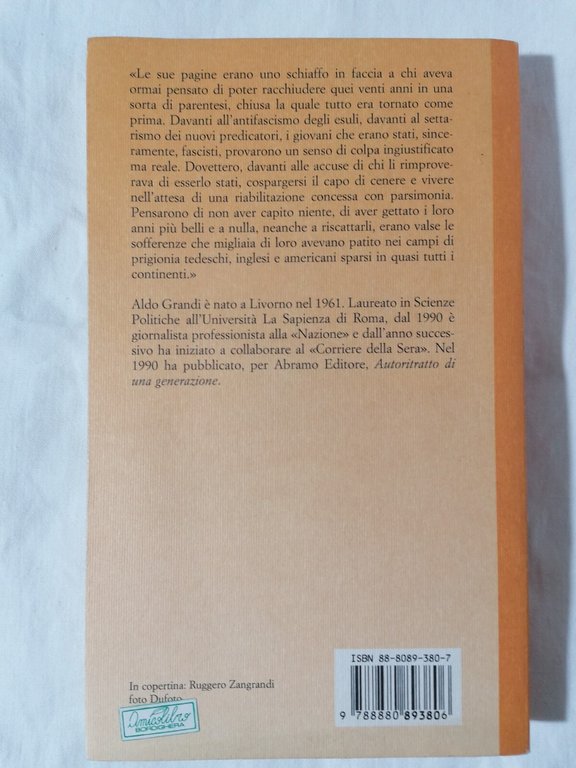 «Le sue pagine erano uno schiaffo in faccia a chi aveva
ormai pensato di poter racchiudere quei venti anni in una
sorta di parentesi, chiusa la quale tutto era tornato come
prima. Davanti all'antifascismo degli esuli, davanti al setta-
rismo dei nuovi predicatori, i giovani che erano stati, since-
ramente, fascisti, provarono un senso di colpa ingiustificato
ma reale. Dovettero, davanti alle accuse di chi li rimprove-
rava di esserlo stati, cospargersi il capo di cenere e vivere
nell'attesa di una riabilitazione concessa con parsimonia.
Pensarono di non aver capito niente, di aver gettato i loro
anni più belli e a nulla, neanche a riscattarli, erano valse le
sofferenze che migliaia di loro avevano patito nei campi di
prigionia tedeschi, inglesi e americani sparsi in quasi tutti i
continenti.»
Aldo Grandi è nato a Livorno nel 1961. Laureato in Scienze
Politiche all'Università La Sapienza di Roma, dal 1990 è
giornalista professionista alla «Nazione» e dall'anno succes-
sivo ha iniziato a collaborare al «Corriere della Sera». Nel
1990 ha pubblicato, per Abramo Editore, Autoritratto di
una generazione.
ISBN 88-8089-380-7
9 788880 893806
In copertina: Ruggero Zangrandi
foto Dufoto
Amicolibro
BORDIGHERA